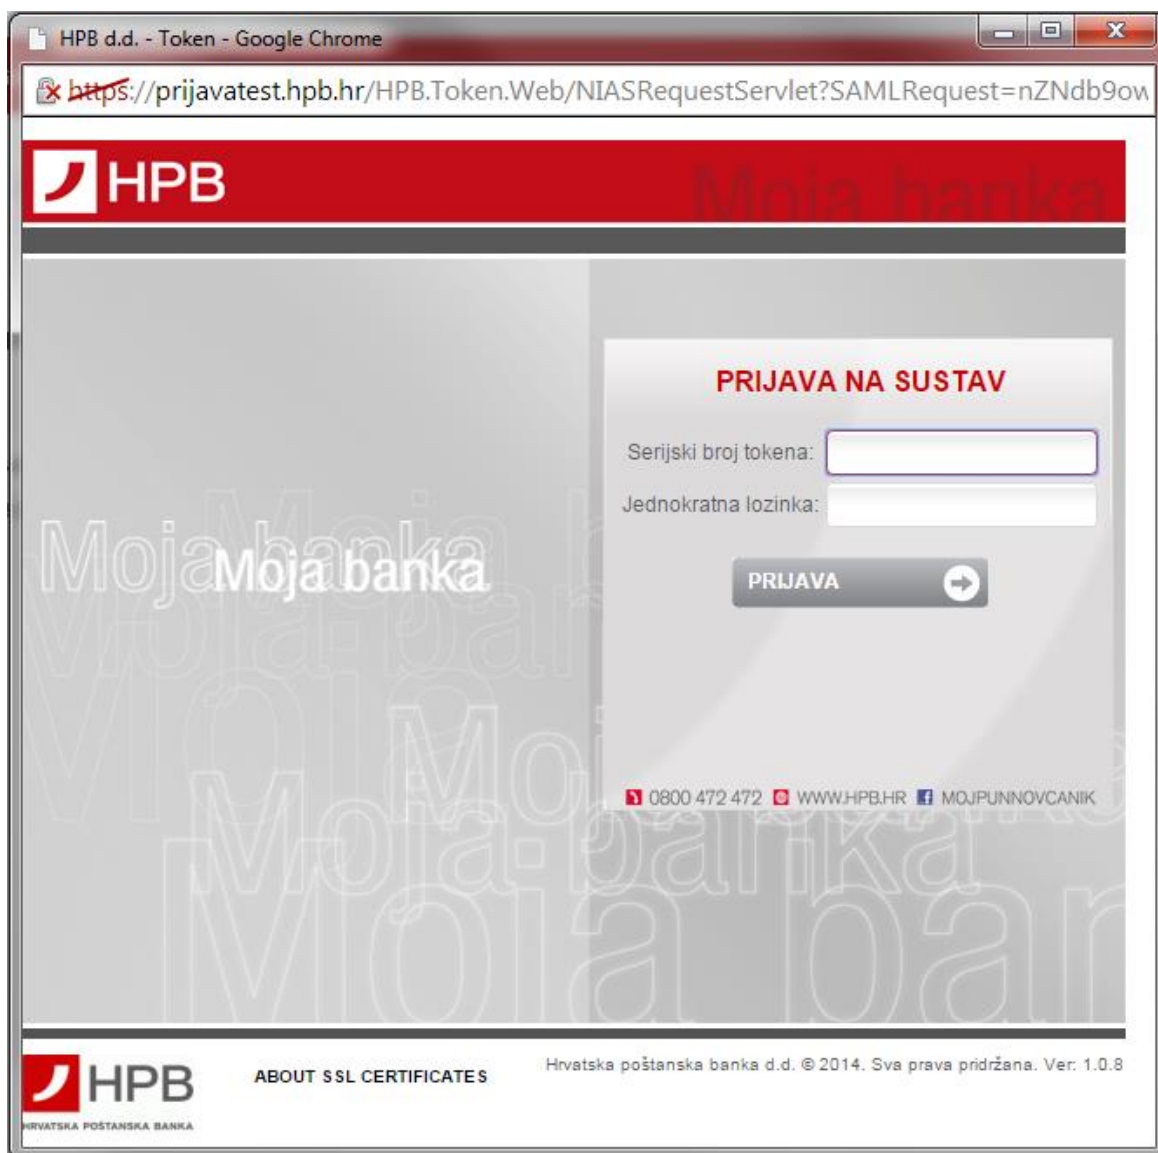 HPB d.d. - Token - Google Chrome
https://prijavatest.hpb.hr/HPB.Token.Web/NIASRequestServlet?SAMLRequest=nZNdb9ow
HPB
Moja banka
PRIJAVA NA SUSTAV
Serijski broj tokena:
Jednokratna lozinka:
Moja banka
PRIJAVA
0800 472 472 WWW.HPB.HR MOJPUNNOVCANIK
HPB
HRVATSKA POŠTANSKA BANKA
ABOUT SSL CERTIFICATES
Hrvatska poštanska banka d.d. © 2014. Sva prava pridržana. Ver: 1.0.8